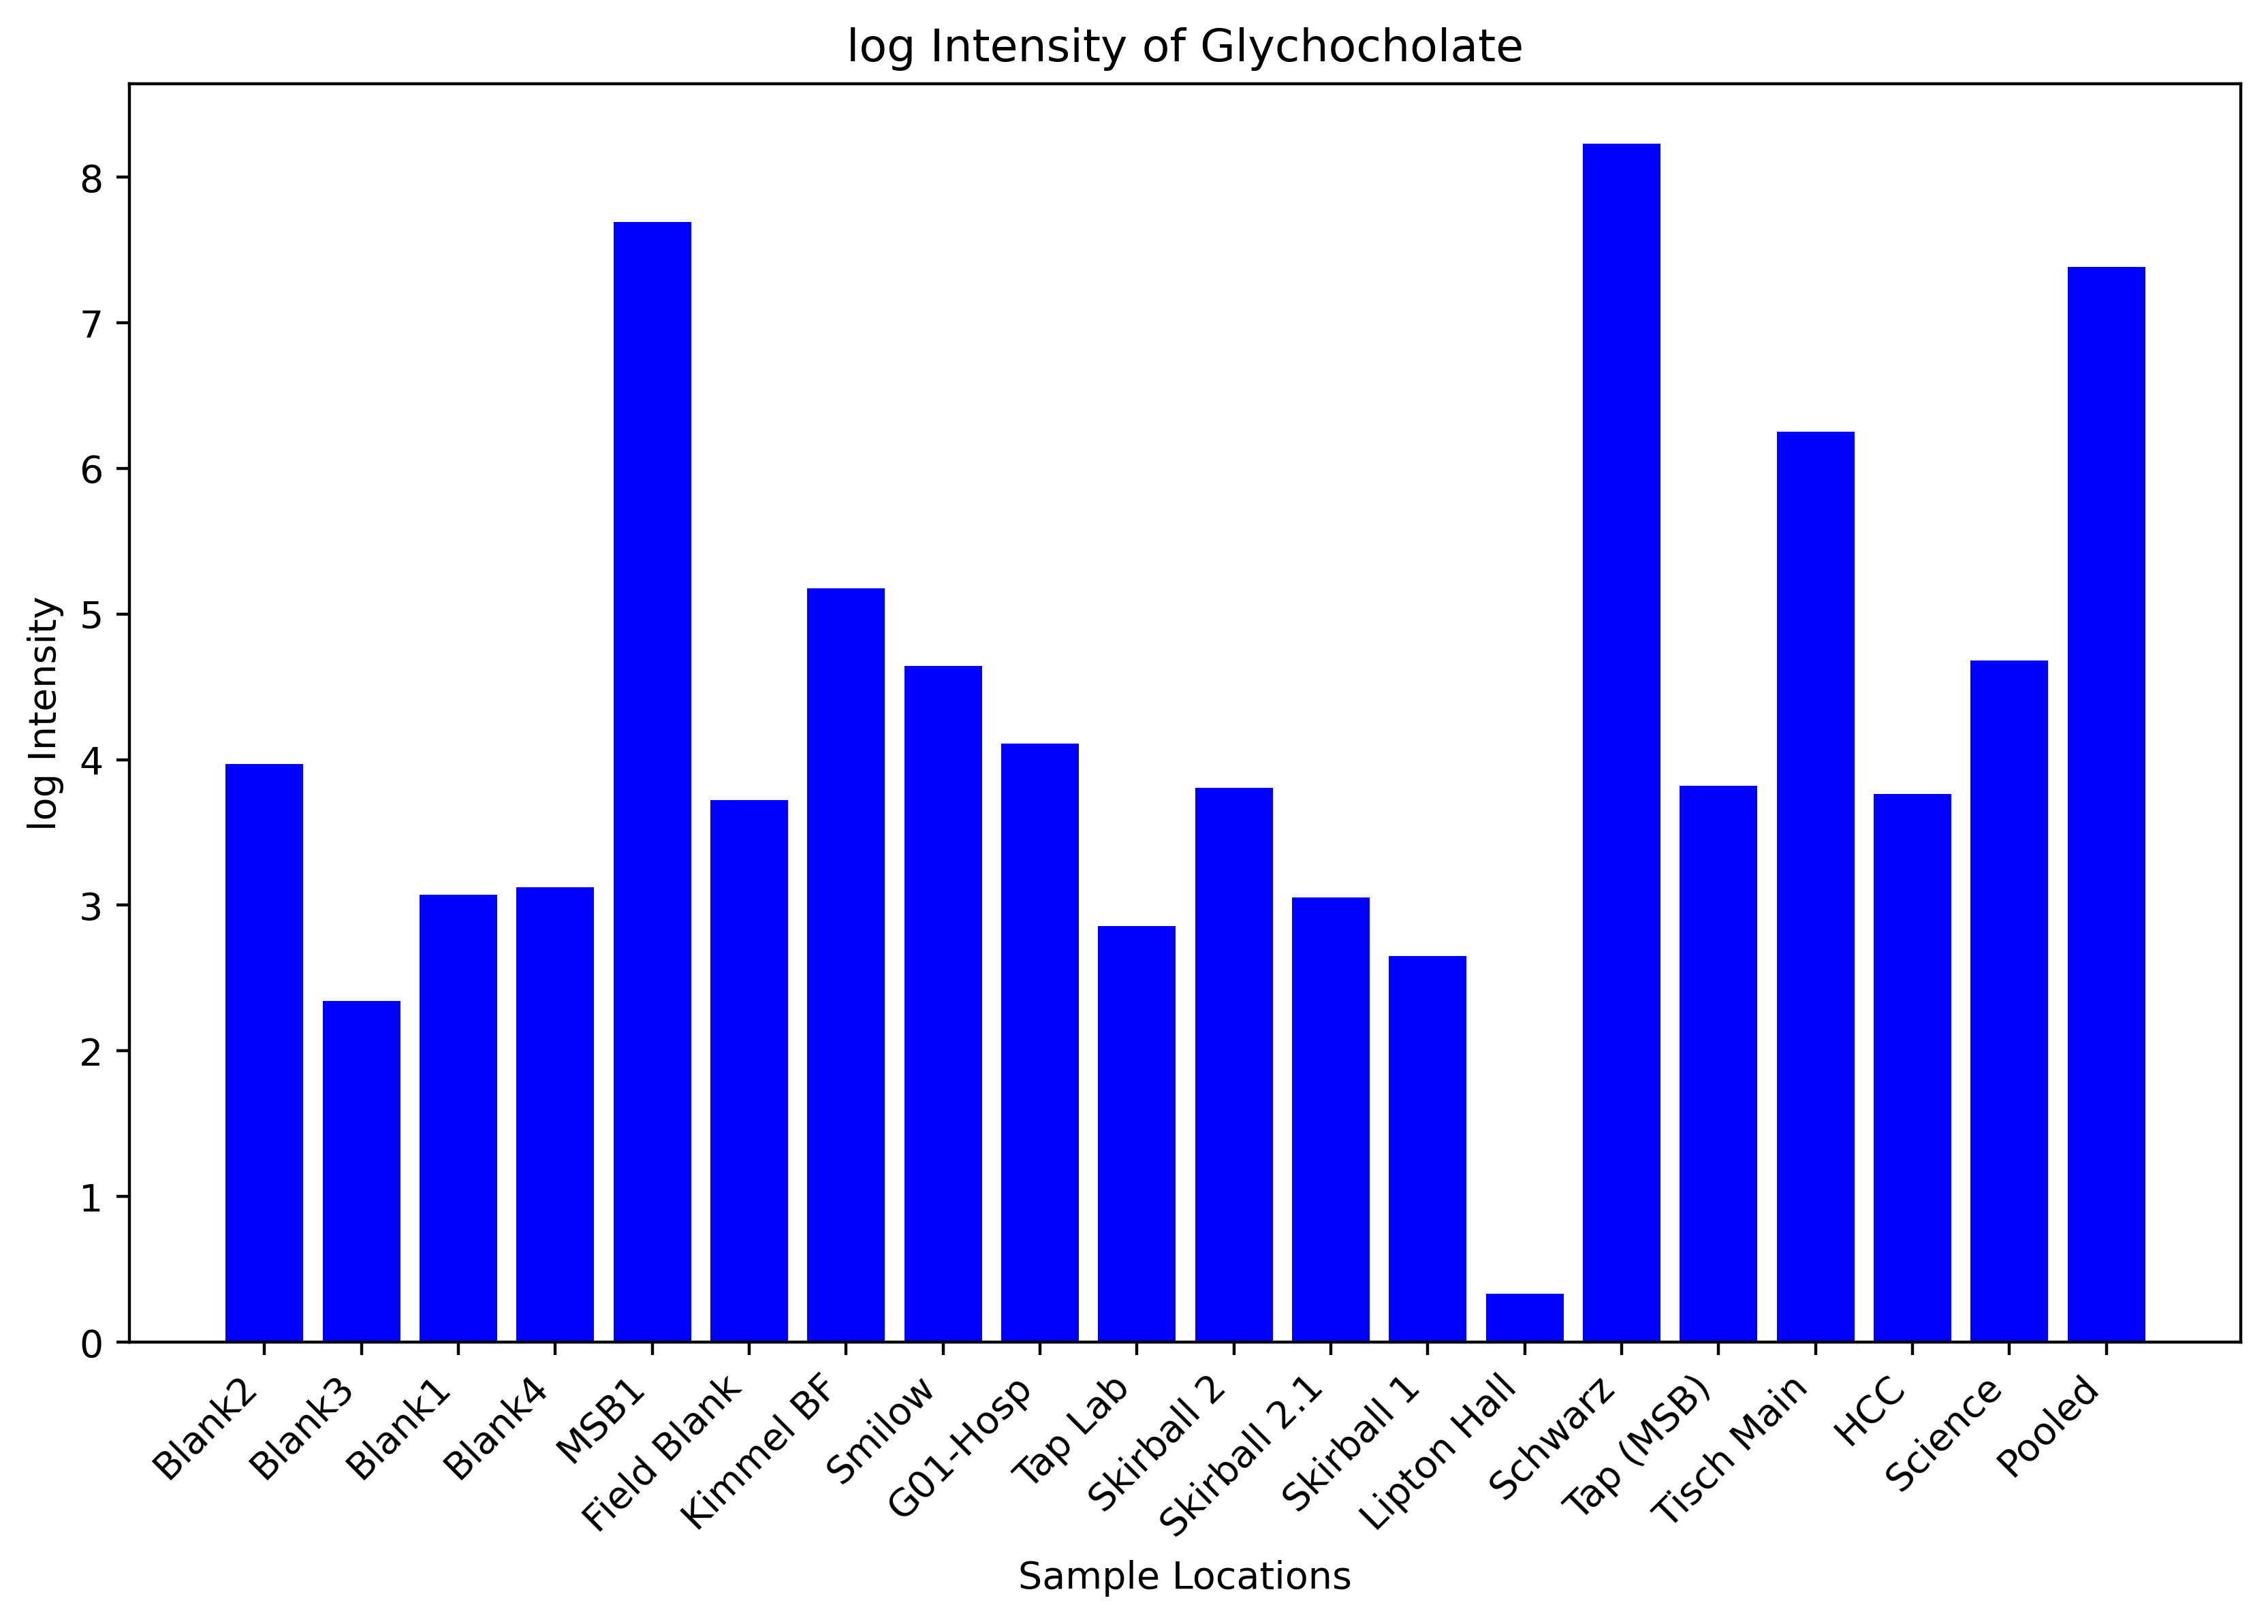 log Intensity of Glychocholate
log Intensity
8
7
6
5
4
3
2
1
0
Blank2
Blank3
Blank1
Blank4
MSB1
Field Blank
Kimmel BF
Smilow
G01-Hosp
Tap Lab
Skirball 2
Skirball 2.1
Skirball 1
Lipton Hall
Schwarz
Tap (MSB)
Tisch Main
HCC
Science
Pooled
Sample Locations